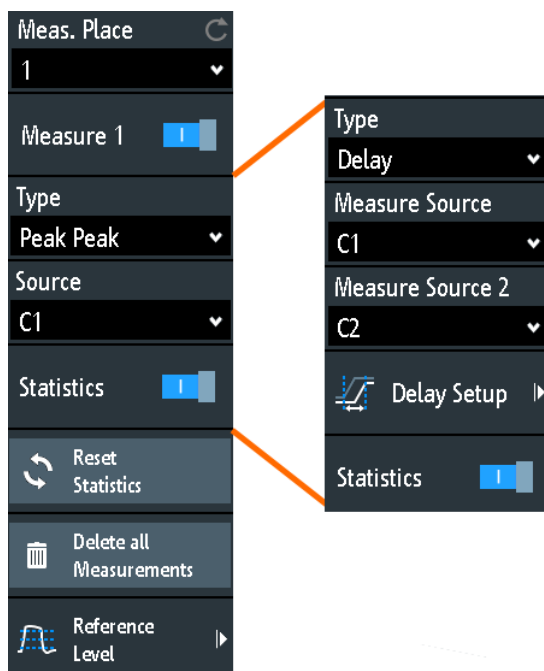 Meas. Place
1
Measure 1
Type
Peak Peak
Source
C1
Statistics
Reset
Statistics
Delete all
Measurements
Reference
Level
Type
Delay
Measure Source
C1
Measure Source 2
C2
Delay Setup
Statistics